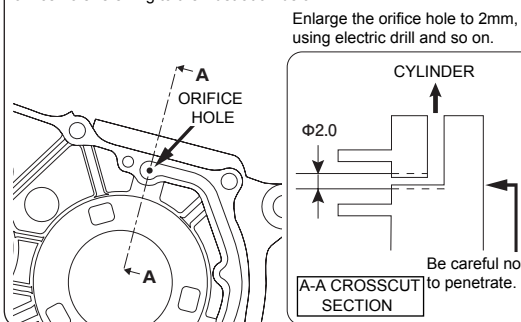 Enlarge the orifice hole to 2mm,
using electric drill and so on.
A
ORIFICE
HOLE
A
CYLINDER
Φ2.0
Be careful no
to penetrate.
A-A CROSSCUT
SECTION